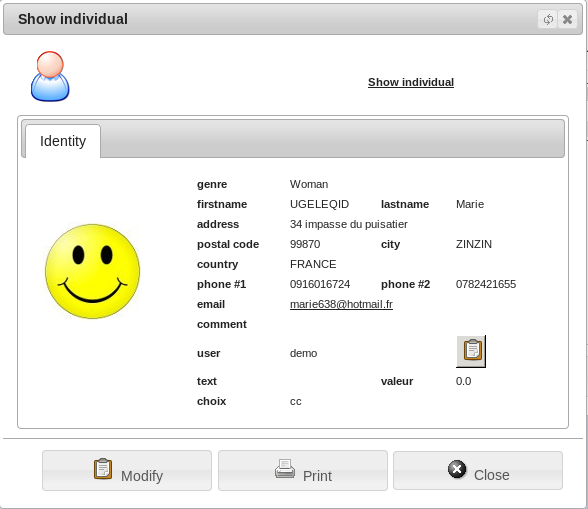 Show individual
Show individual
Identity
genre Woman
firstname UGELEQID lastname Marie
address 34 impasse du puisatier
postal code 99870 city ZINZIN
country FRANCE
phone #1 0916016724 phone #2 0782421655
email marie638@hotmail.fr
comment
user demo
text valeur 0.0
choix cc
Modify Print Close